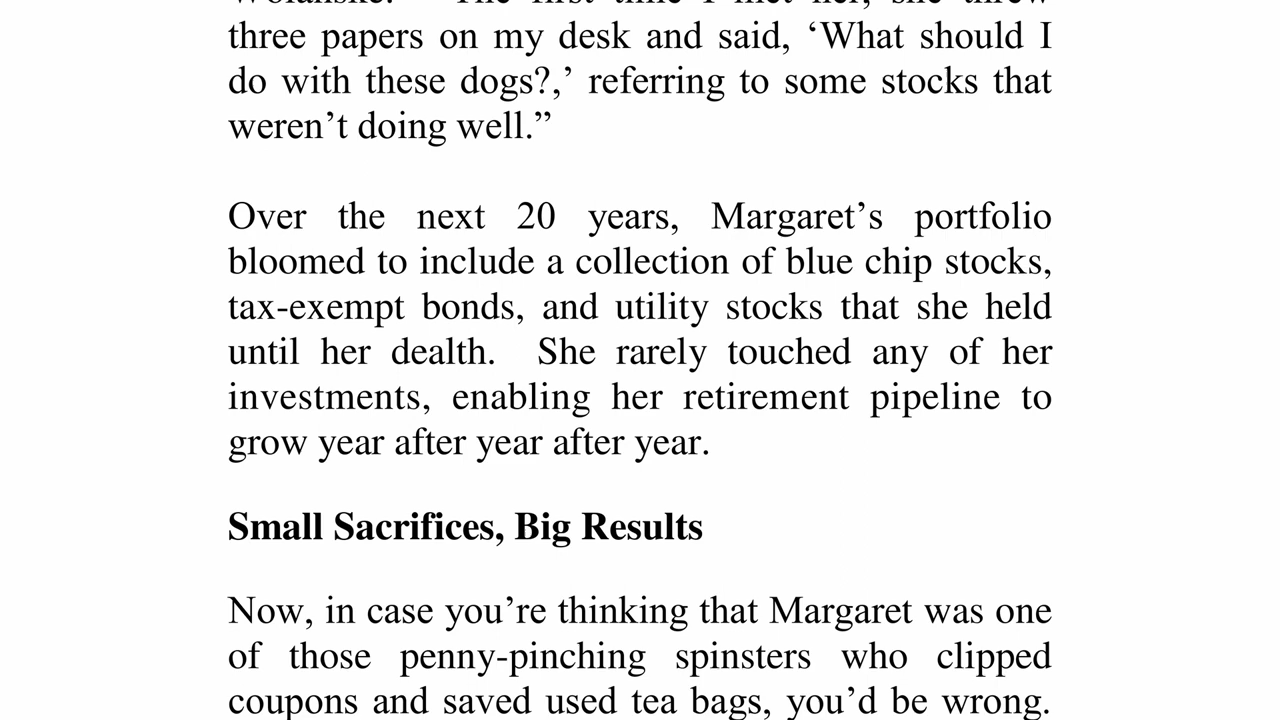 three papers on my desk and said, ‘What should I
do with these dogs?,’ referring to some stocks that
weren’t doing well.”
Over the next 20 years, Margaret’s portfolio
bloomed to include a collection of blue chip stocks,
tax-exempt bonds, and utility stocks that she held
until her dealth. She rarely touched any of her
investments, enabling her retirement pipeline to
grow year after year after year.
Small Sacrifices, Big Results
Now, in case you’re thinking that Margaret was one
of those penny-pinching spinsters who clipped
coupons and saved used tea bags, you’d be wrong.